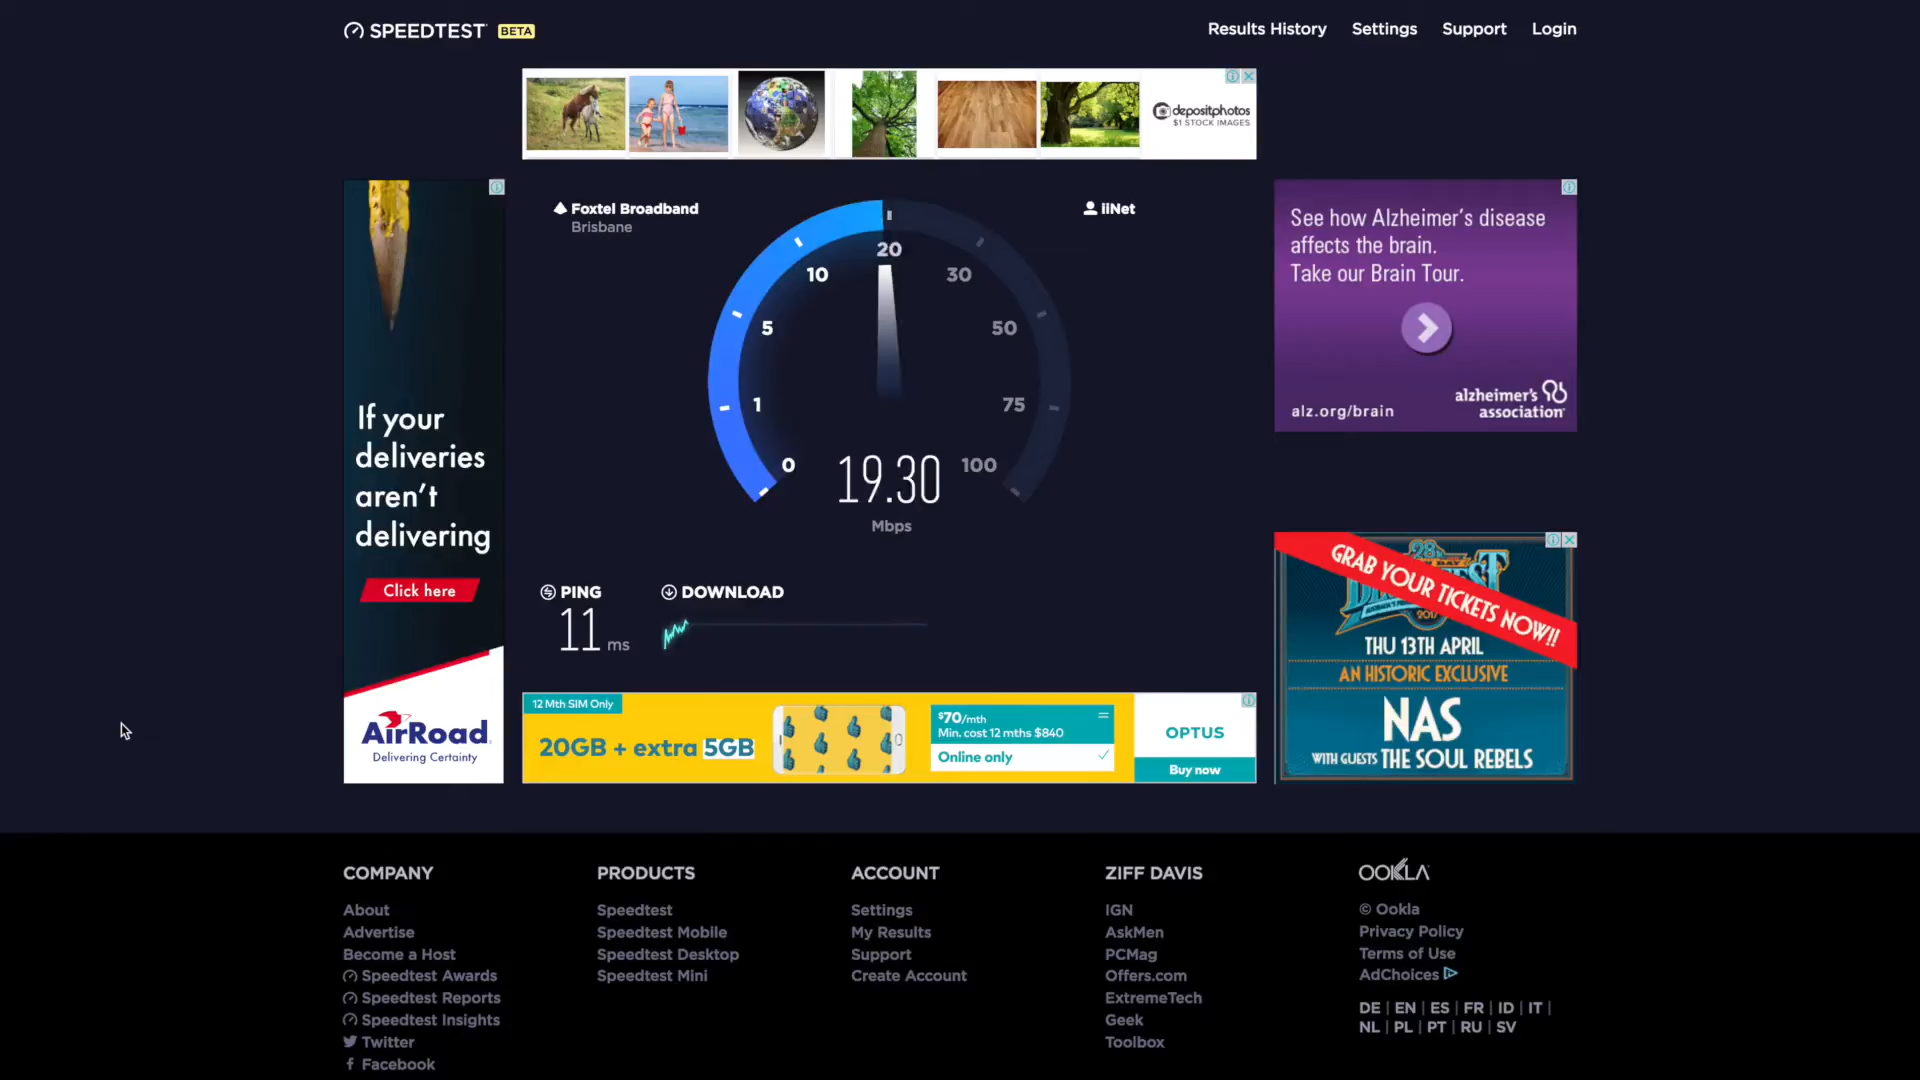 SPEEDTEST BETA
Results History Settings Support Login
depositphotos
$1 STOCK IMAGES
Foxtel Broadband
Brisbane
iiNet
0
1
5
10
20
30
50
75
100
19.30
Mbps
PING
11 ms
DOWNLOAD
If your
deliveries
aren't
delivering
Click here
AirRoad
Delivering Certainty
See how Alzheimer's disease
affects the brain.
Take our Brain Tour.
alz.org/brain
alzheimer's
association
GRAB YOUR TICKETS NOW!!
THU 13TH APRIL
AN HISTORIC EXCLUSIVE
NAS
WITH GUESTS THE SOUL REBELS
12 Mth SIM Only
20GB + extra 5GB
$70/mth
Min. cost 12 mths $840
Online only
OPTUS
Buy now
COMPANY
About
Advertise
Become a Host
Speedtest Awards
Speedtest Reports
Speedtest Insights
Twitter
Facebook
PRODUCTS
Speedtest
Speedtest Mobile
Speedtest Desktop
Speedtest Mini
ACCOUNT
Settings
My Results
Support
Create Account
ZIFF DAVIS
IGN
AskMen
PCMag
Offers.com
ExtremeTech
Geek
Toolbox
OOKLA
© Ookla
Privacy Policy
Terms of Use
AdChoices
DE | EN | ES | FR | ID | IT |
NL | PL | PT | RU | SV